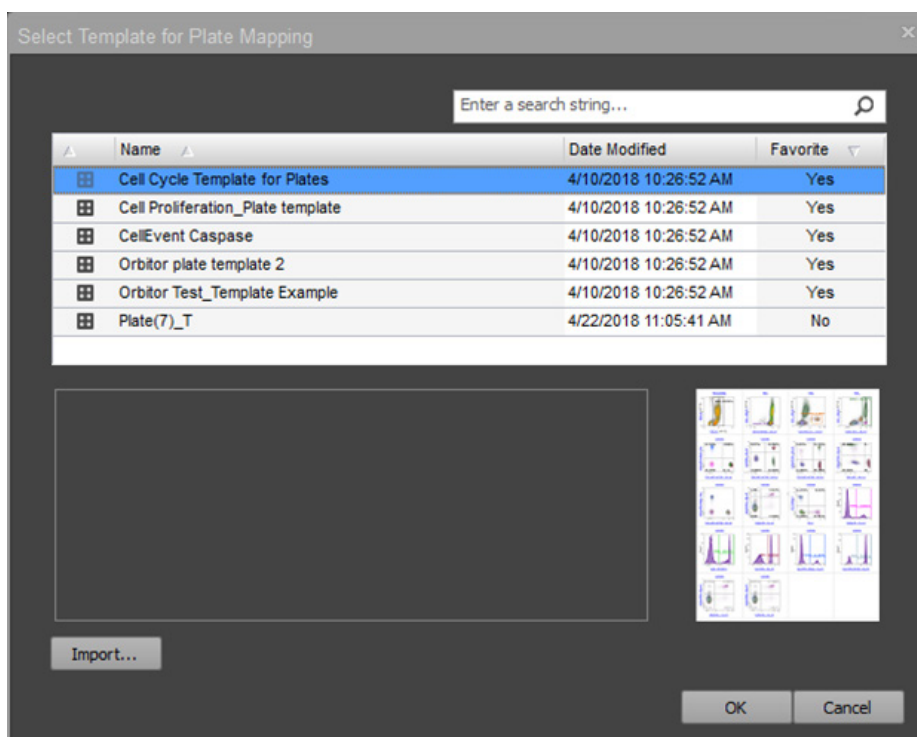 Select Template for Plate Mapping
Enter a search string...
Name Date Modified Favorite
Cell Cycle Template for Plates 4/10/2018 10:26:52 AM Yes
Cell Proliferation_Plate template 4/10/2018 10:26:52 AM Yes
CellEvent Caspase 4/10/2018 10:26:52 AM Yes
Orbitor plate template 2 4/10/2018 10:26:52 AM Yes
Orbitor Test_Template Example 4/10/2018 10:26:52 AM Yes
Plate(7)_T 4/22/2018 11:05:41 AM No
Import...
OK Cancel